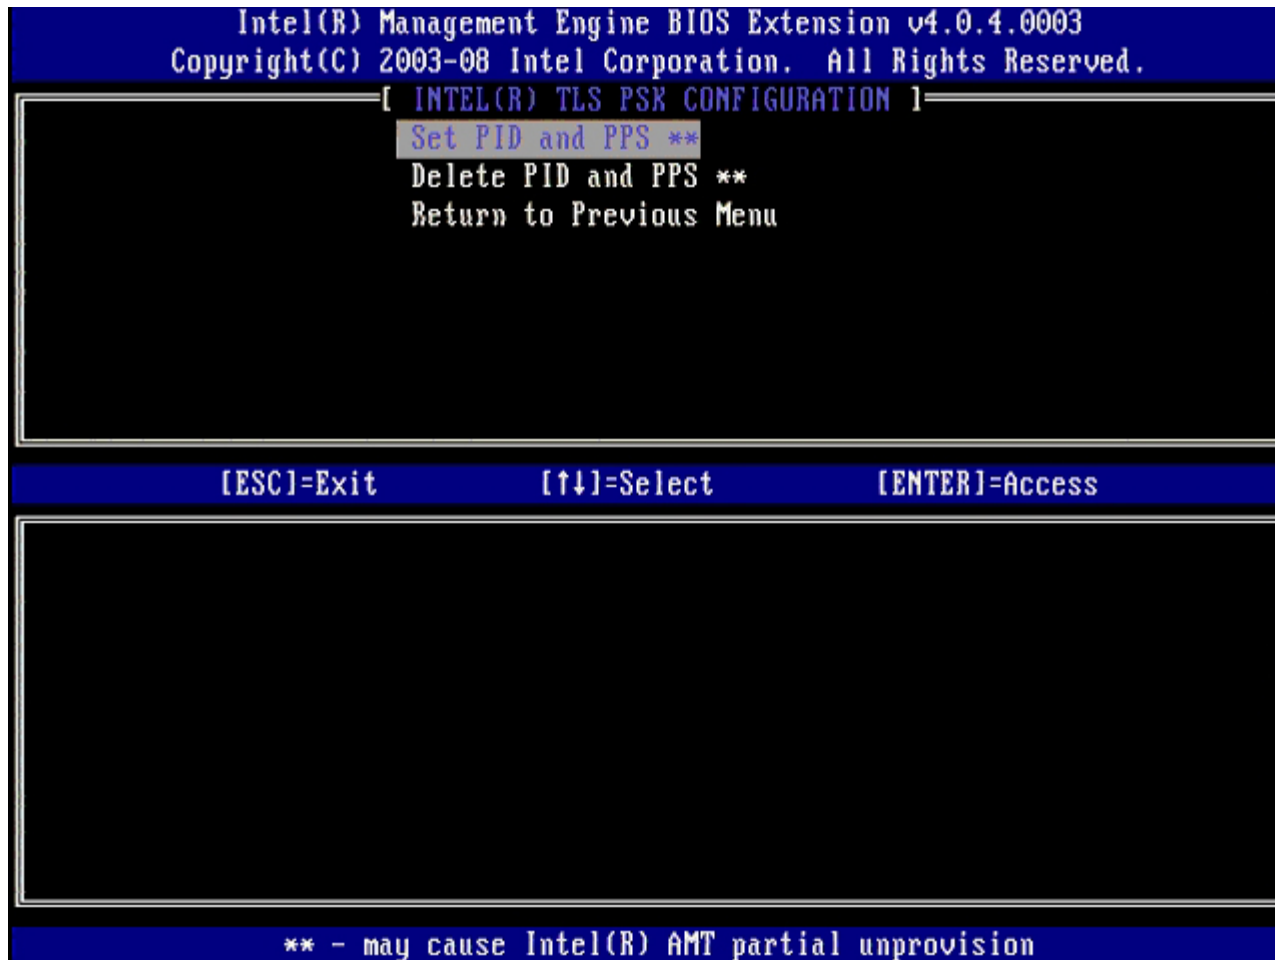 Intel(R) Management Engine BIOS Extension v4.0.4.0003
Copyright(C) 2003-08 Intel Corporation. All Rights Reserved.
[ INTEL(R) TLS PSK CONFIGURATION ]
Set PID and PPS **
Delete PID and PPS **
Return to Previous Menu
[ESC]=Exit [↑↓]=Select [ENTER]=Access
** - may cause Intel(R) AMT partial unprovision